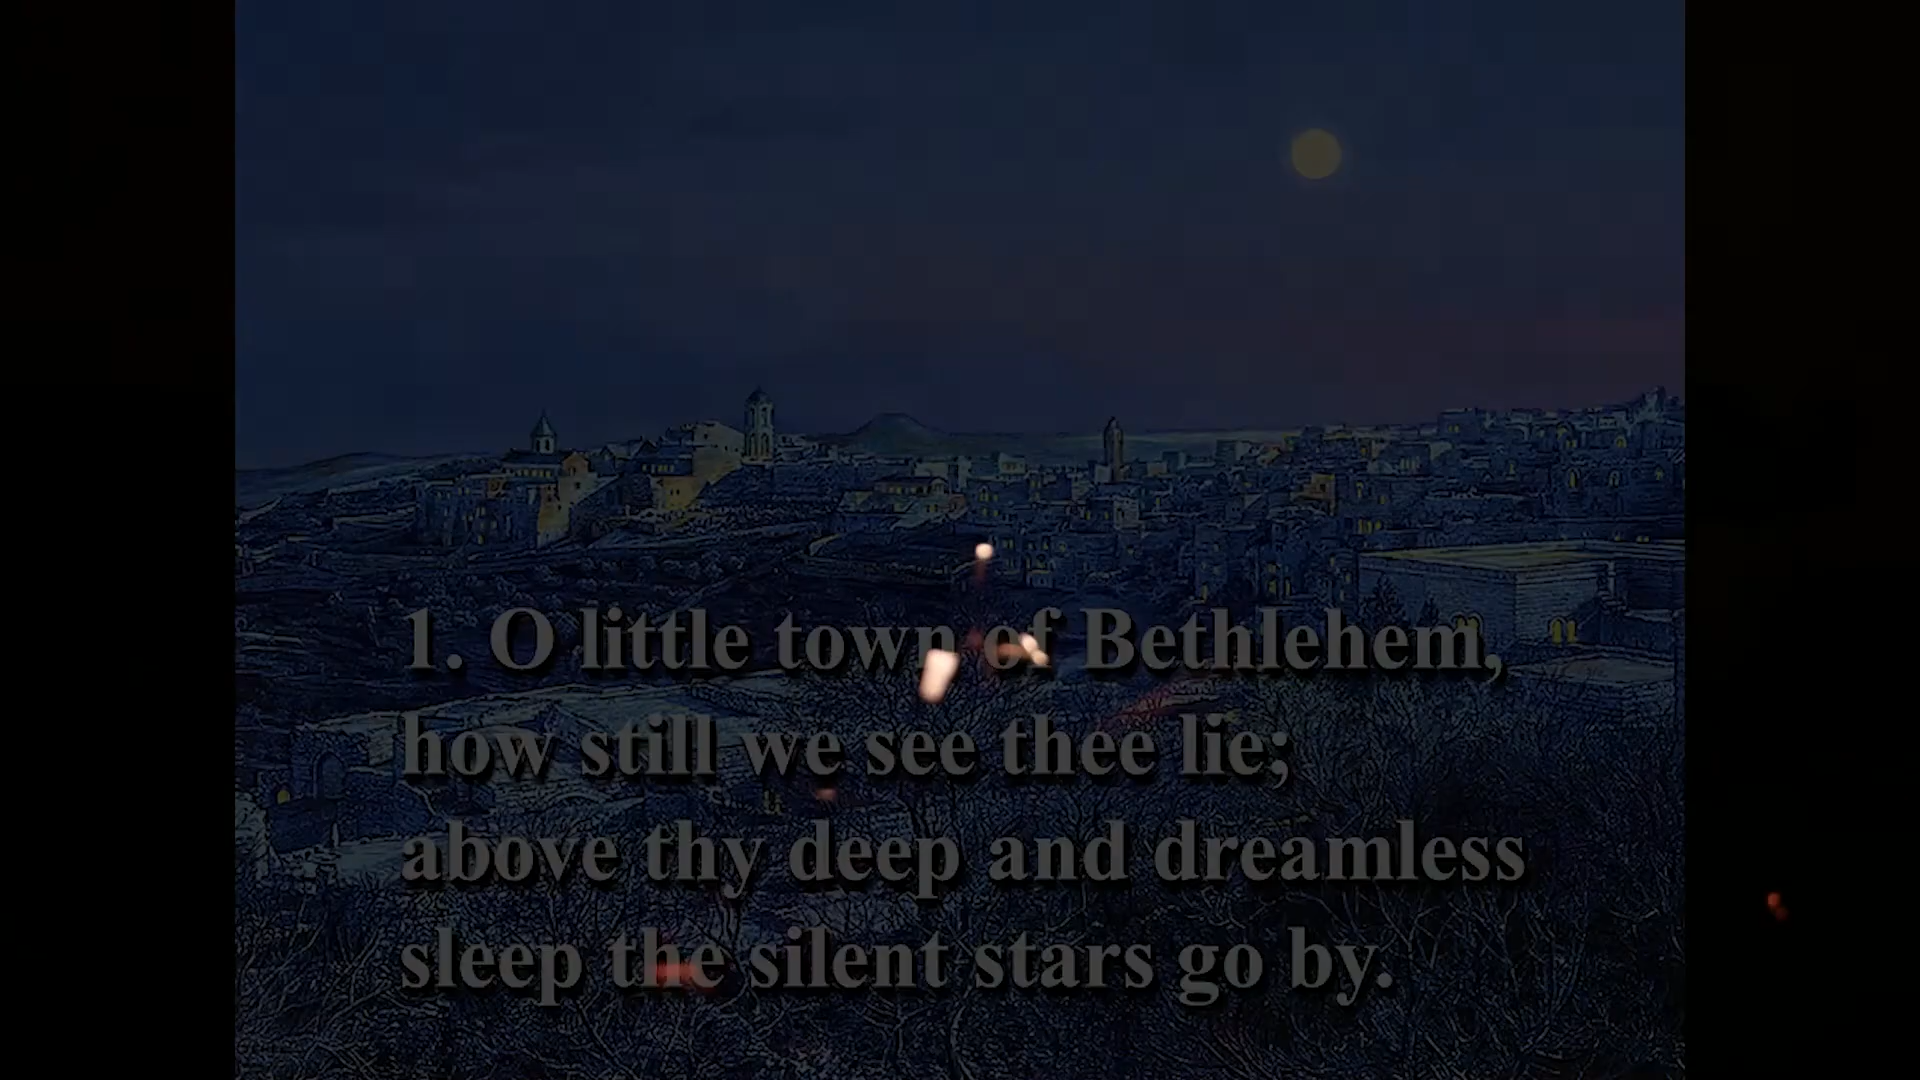 1. O little town of Bethlehem,
how still we see thee lie;
above thy deep and dreamless
sleep the silent stars go by.